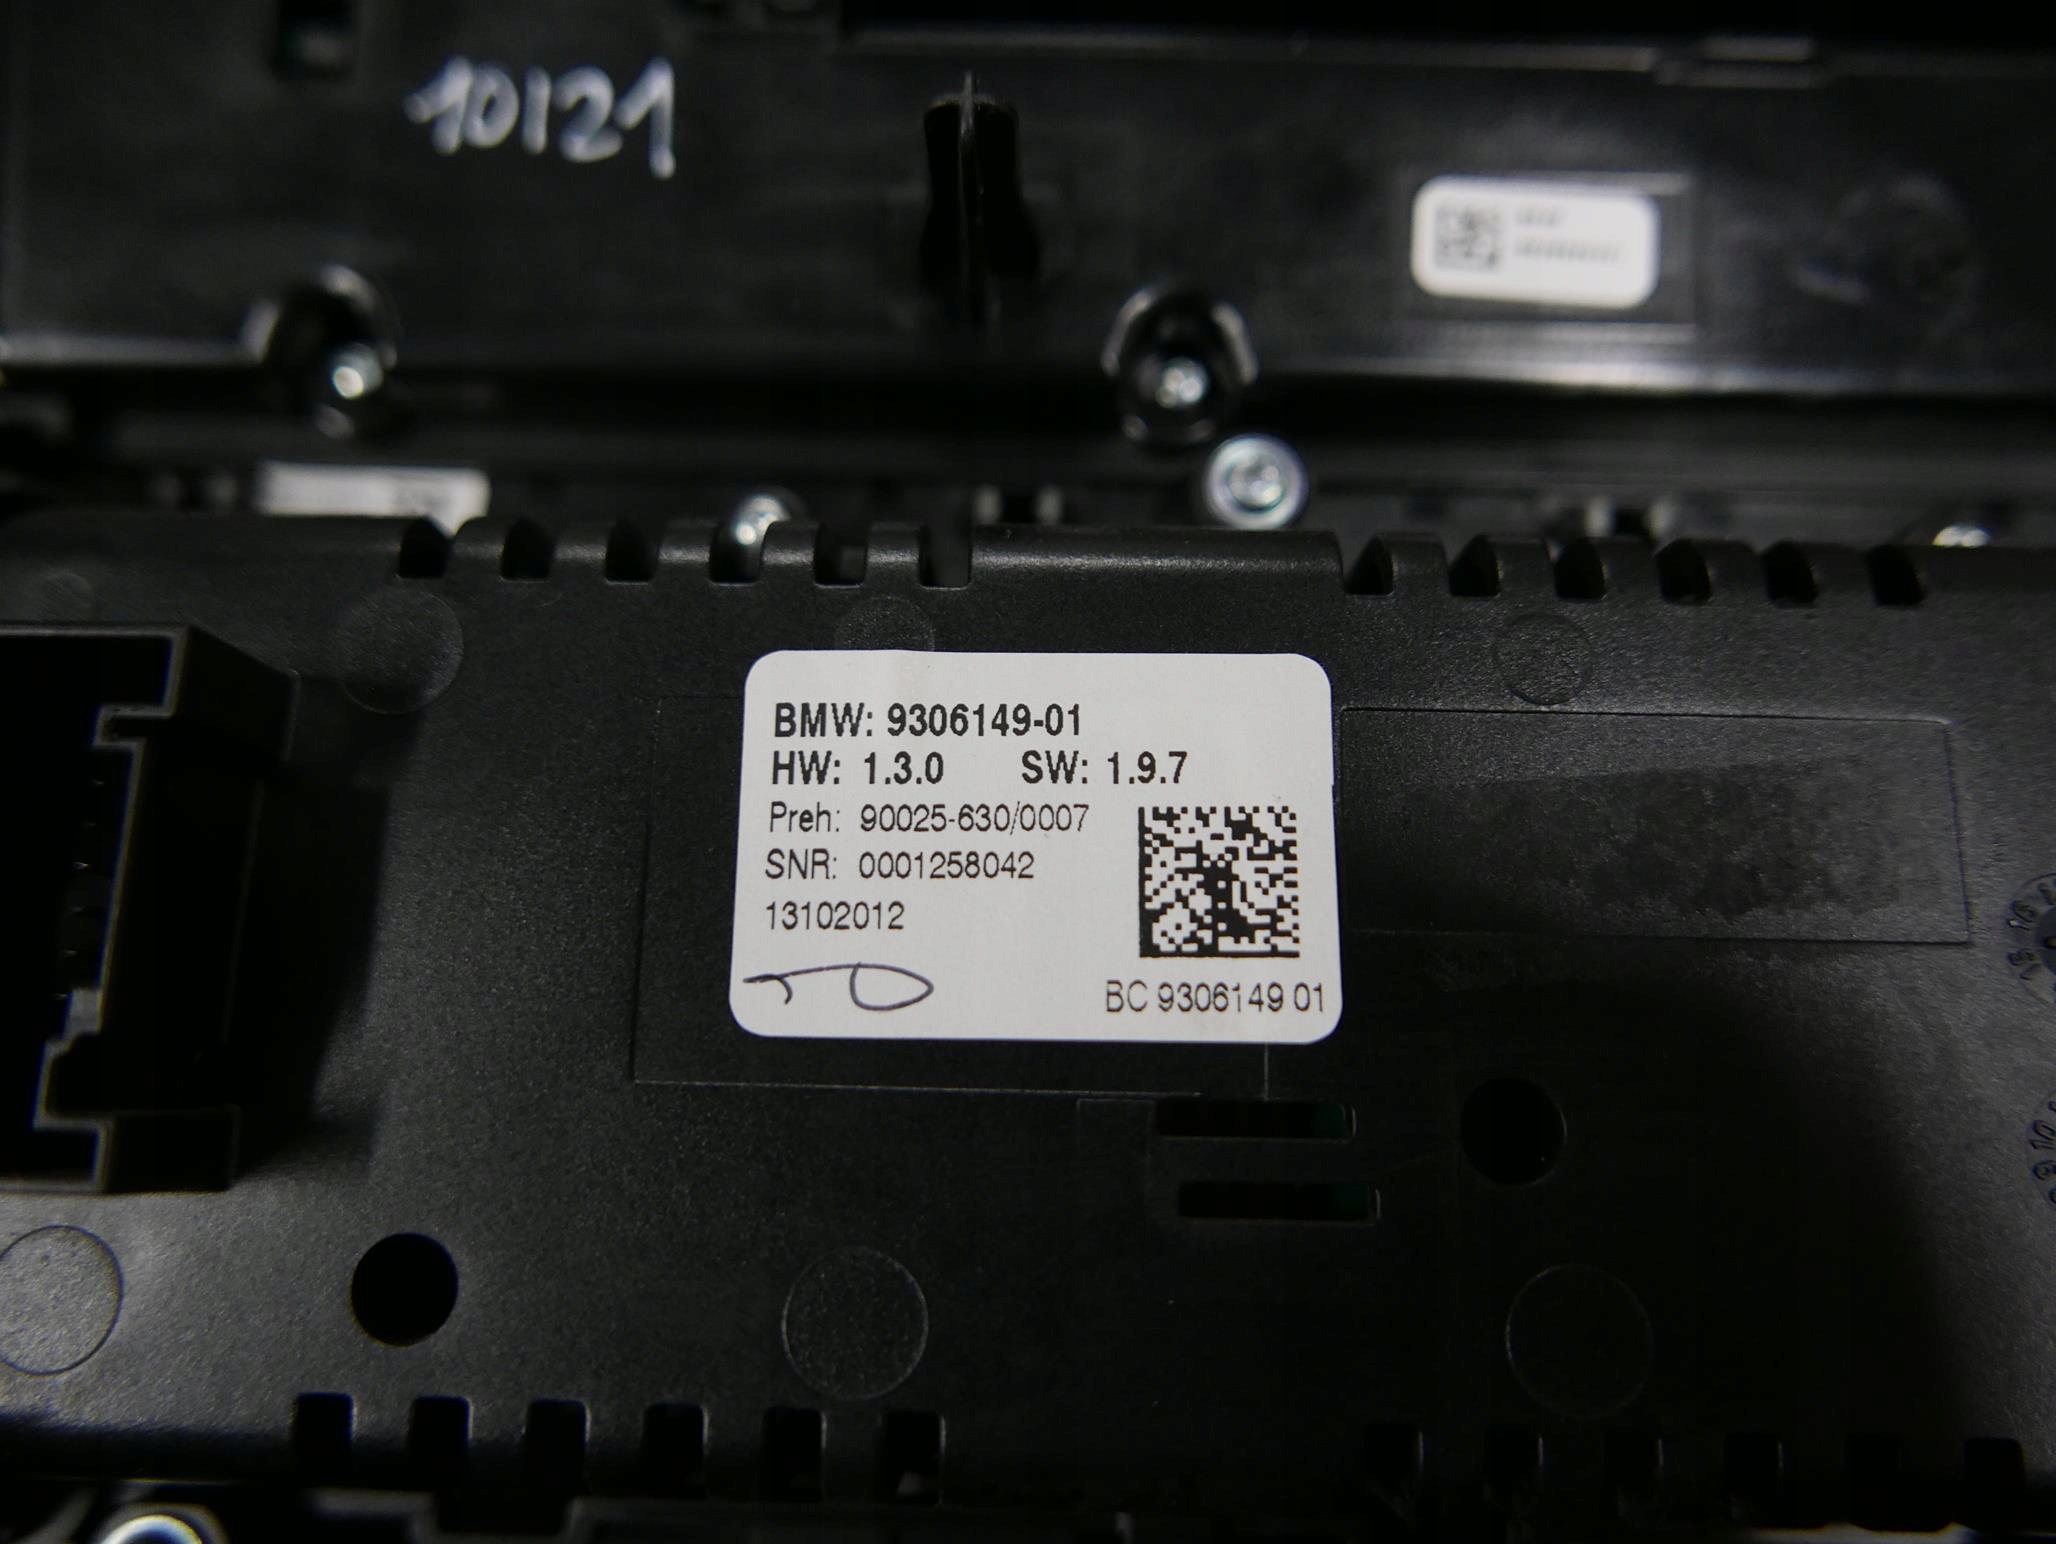 10121
BMW: 9306149-01
HW: 1.3.0 SW: 1.9.7
Preh: 90025-630/0007
SNR: 0001258042
13102012
BC 9306149 01